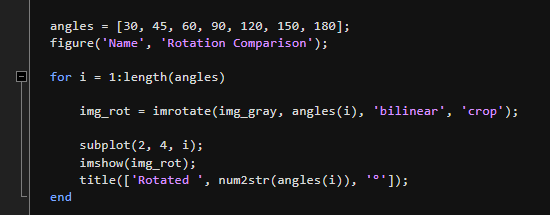 angles = [30, 45, 60, 90, 120, 150, 180];
figure('Name', 'Rotation Comparison');
for i = 1:length(angles)
img_rot = imrotate(img_gray, angles(i), 'bilinear', 'crop');
subplot(2, 4, i);
imshow(img_rot);
title(['Rotated ', num2str(angles(i)), '°']);
end